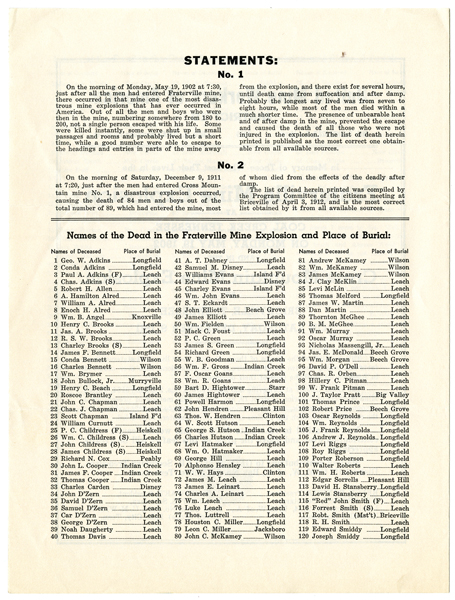 STATEMENTS:
No. 1
On the morning of Monday, May 19, 1902 at 7:30,
just after all the men had entered Fraterville mine,
there occurred in that mine one of the most disas-
trous mine explosions that has ever occurred in
America. Out of all the men and boys who were
then in the mine, numbering somewhere from 180 to
200, not a single person escaped with his life. Some
were killed instantly, some were shut up in small
passages and rooms and probably lived but a short
time, while a good number were able to escape to
the headings and entries in parts of the mine away
from the explosion, and there exist for several hours,
until death came from suffocation and after damp.
Probably the longest any lived was from seven to
eight hours, while most of the men died within a
much shorter time. The presence of unbearable heat
and of after damp in the mine, prevented the escape
and caused the death of all those who were not
injured in the explosion. The list of death herein
printed is published as the most correct one obtain-
able from all available sources.
No. 2
On the morning of Saturday, December 9, 1911
at 7:20, just after the men had entered Cross Moun-
tain mine No. 1, a disastrous explosion occurred,
causing the death of 84 men and boys out of the
total number of 89, which had entered the mine, most
of whom died from the effects of the deadly after
damp.
The list of dead herein printed was compiled by
the Program Committee of the citizens meeting at
Briceville of April 3, 1912, and is the most correct
list obtained by it from all available sources.
Names of the Dead in the Fraterville Mine Explosion and Place of Burial:
Names of Deceased Place of Burial
1 Geo. W. Adkins Longfield
2 Conda Adkins Longfield
3 Paul A. Adkins (F) Leach
4 Chas. Adkins (S) Leach
5 Robert H. Allen Leach
6 A. Hamilton Alred Leach
7 William A. Alred Leach
8 Enoch H. Alred Leach
9 Wm. B. Angel Knoxville
10 Henry C. Brooks Leach
11 Jas. A. Brooks Leach
12 R. S. W. Brooks Leach
13 Charley Brooks (S) Leach
14 James F. Bennett Longfield
15 Conda Bennett Wilson
16 Charles Bennett Wilson
17 Wm. Brymer Leach
18 John Bullock, Jr. Murryville
19 Henry C. Beach Longfield
20 Roscoe Brantley Leach
21 John C. Chapman Leach
22 Chas. J. Chapman Leach
23 Scott Chapman Island F'd
24 William Curnutt Leach
25 P. C. Childress (F) Heiskell
26 Wm. C. Childress (S) Leach
27 John Childress (S) Leach
28 James Childress (S) Heiskell
29 Richard Cox Peably
30 John L. Cooper Indian Creek
31 James F. Cooper Indian Creek
32 Thomas Cooper Indian Creek
33 Charles Carden Disney
34 John D'Zern Leach
35 David D'Zern Leach
36 Samuel D'Zern Leach
37 Car D'Zern Leach
38 George D'Zern Leach
39 Noah Daugherty Leach
40 Thomas Davis Leach
Names of Deceased Place of Burial
41 A. T. Dabney Longfield
42 Samuel M. Disney Leach
43 Williams Evans Island F'd
44 Edward Evans Disney
45 Charley Evans Island F'd
46 Wm. John Evans Leach
47 S. T. Eckards Leach
48 John Elliott Beech Grove
49 James Elliott Leach
50 Wm. Fielden Wilson
51 Mack C. Foust Leach
52 P. C. Green Leach
53 James S. Green Longfield
54 Richard Green Longfield
55 W. B. Goodman Leach
56 Wm. F. Gross Indian Creek
57 F. Oscar Goans Leach
58 Wm. R. Goans Leach
59 Bart D. Hightower Starr
60 James Hightower Leach
61 Powell Harmon Longfield
62 John Hendren Pleasant Hill
63 Thos. W. Hendren Clinton
64 W. Scott Hutson Leach
65 George S. Hutson Indian Creek
66 Charles Hutson Indian Creek
67 Levi Hatmaker Longfield
68 Wm. O. Hatmaker Leach
69 George Hill Leach
70 Alphonso Hensley Leach
71 W. W. Hays Clinton
72 James M. Leach Leach
73 James E. Leinart Leach
74 Charles A. Leinart Leach
75 Wm. Leach Leach
76 Luke Leach Leach
77 Thos. Luttrell Leach
78 Houston C. Miller Longfield
79 Leon C. Miller Jacksboro
80 John C. McKamey Wilson
Names of Deceased Place of Burial
81 Andrew McKamey Wilson
82 Wm. McKamey Leach
83 James McKamey Wilson
84 J. Clay McKlin Leach
85 Levi McLin Leach
86 Thomas Melford Longfield
87 James W. Martin Leach
88 Dan Martin Leach
89 Thornton McGhee Leach
90 R. M. McGhee Leach
91 Wm. Murray Leach
92 Oscar Murray Leach
93 Nicholas Massengill, Jr. Leach
94 Jas. E. McDonald Beech Grove
95 Wm. Morgan Beech Grove
96 David P. O'Dell Leach
97 Chas. R. Orben Leach
98 Hillery C. Pitman Leach
99 W. Frank Pitman Leach
100 J. Taylor Pratt Big Valley
101 Thomas Prince Longfield
102 Robert Price Beech Grove
103 Oscar Reynolds Longfield
104 Wm. Reynolds Longfield
105 J. Frank Reynolds Longfield
106 Andrew J. Reynolds Longfield
107 Levi Riggs Longfield
108 Roy Riggs Longfield
109 Porter Roberson Longfield
110 Walter Roberts Leach
111 Wm. H. Roberts Leach
112 Edgar Sorrells Pleasant Hill
113 David H. Stansberry Longfield
114 Lewis Stansberry Longfield
115 "Red" John Smith (F) Leach
116 Forrest Smith (S) Leach
117 Robt. Smith (Mst't) Briceville
118 R. H. Smith Leach
119 Edward Smiddy Longfield
120 Joseph Smiddy Longfield